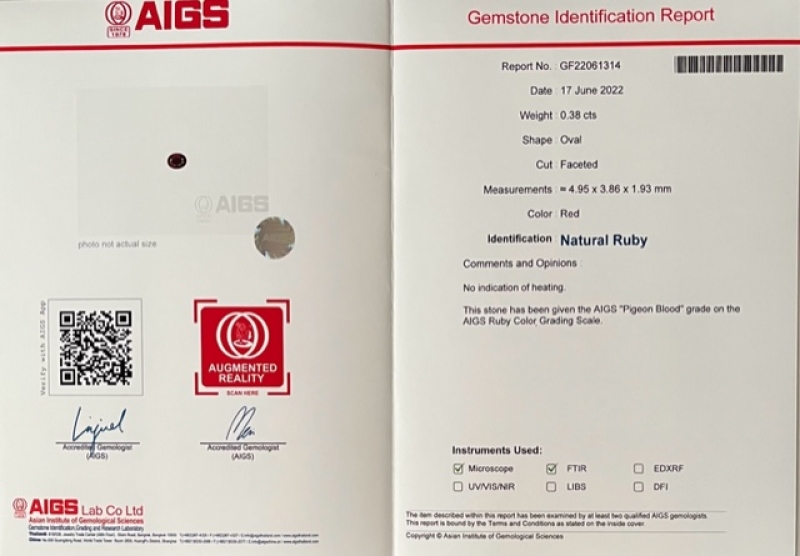 AIGS
SINCE 1978
AIGS
photo not actual size
Verify with AIGS App
AUGMENTED
REALITY
SCAN HERE
Accredited Gemologist
(AIGS)
Accredited Gemologist
(AIGS)
AIGS Lab Co Ltd
Asian Institute of Gemological Sciences
Gemstone Identification, Grading and Research Laboratory
Gemstone Identification Report
Report No. : GF22061314
Date : 17 June 2022
Weight : 0.38 cts
Shape : Oval
Cut : Faceted
Measurements : ≈ 4.95 x 3.86 x 1.93 mm
Color : Red
Identification : Natural Ruby
Comments and Opinions :
No indication of heating.
This stone has been given the AIGS "Pigeon Blood" grade on the
AIGS Ruby Color Grading Scale.
Instruments Used:
Microscope FTIR EDXRF
UV/VIS/NIR LIBS DFI
The item described within this report has been examined by at least two qualified AIGS gemologists.
This report is bound by the Terms and Conditions as stated on the inside cover.
Copyright © Asian Institute of Gemological Sciences